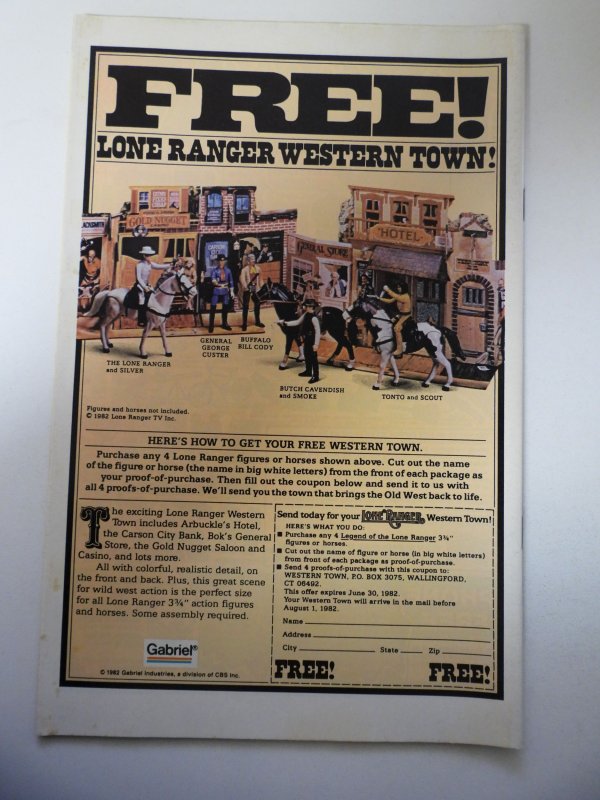 FREE!
LONE RANGER WESTERN TOWN!
GOLD NUGGET
HOTEL
GENERAL STORE
CARSON CITY
THE LONE RANGER
and SILVER
GENERAL
GEORGE
CUSTER
BUFFALO
BILL CODY
BUTCH CAVENDISH
and SMOKE
TONTO and SCOUT
Figures and horses not included.
© 1982 Lone Ranger TV Inc.
HERE'S HOW TO GET YOUR FREE WESTERN TOWN.
Purchase any 4 Lone Ranger figures or horses shown above. Cut out the name
of the figure or horse (the name in big white letters) from the front of each package as
your proof-of-purchase. Then fill out the coupon below and send it to us with
all 4 proofs-of-purchase. We'll send you the town that brings the Old West back to life.
The exciting Lone Ranger Western
Town includes Arbuckle's Hotel,
the Carson City Bank, Bok's General
Store, the Gold Nugget Saloon and
Casino, and lots more.
All with colorful, realistic detail, on
the front and back. Plus, this great scene
for wild west action is the perfect size
for all Lone Ranger 3¾" action figures
and horses. Some assembly required.
Gabriel®
© 1982 Gabriel Industries, a division of CBS Inc.
Send today for your LONE RANGER Western Town!
HERE'S WHAT YOU DO:
■ Purchase any 4 Legend of the Lone Ranger 3¾"
figures or horses.
■ Cut out the name of figure or horse (in big white letters)
from front of each package as proof-of-purchase.
■ Send 4 proofs-of-purchase with this coupon to:
WESTERN TOWN, P.O. BOX 3075, WALLINGFORD,
CT 06492.
This offer expires June 30, 1982.
Your Western Town will arrive in the mail before
August 1, 1982.
Name
Address
City State Zip
FREE! FREE!